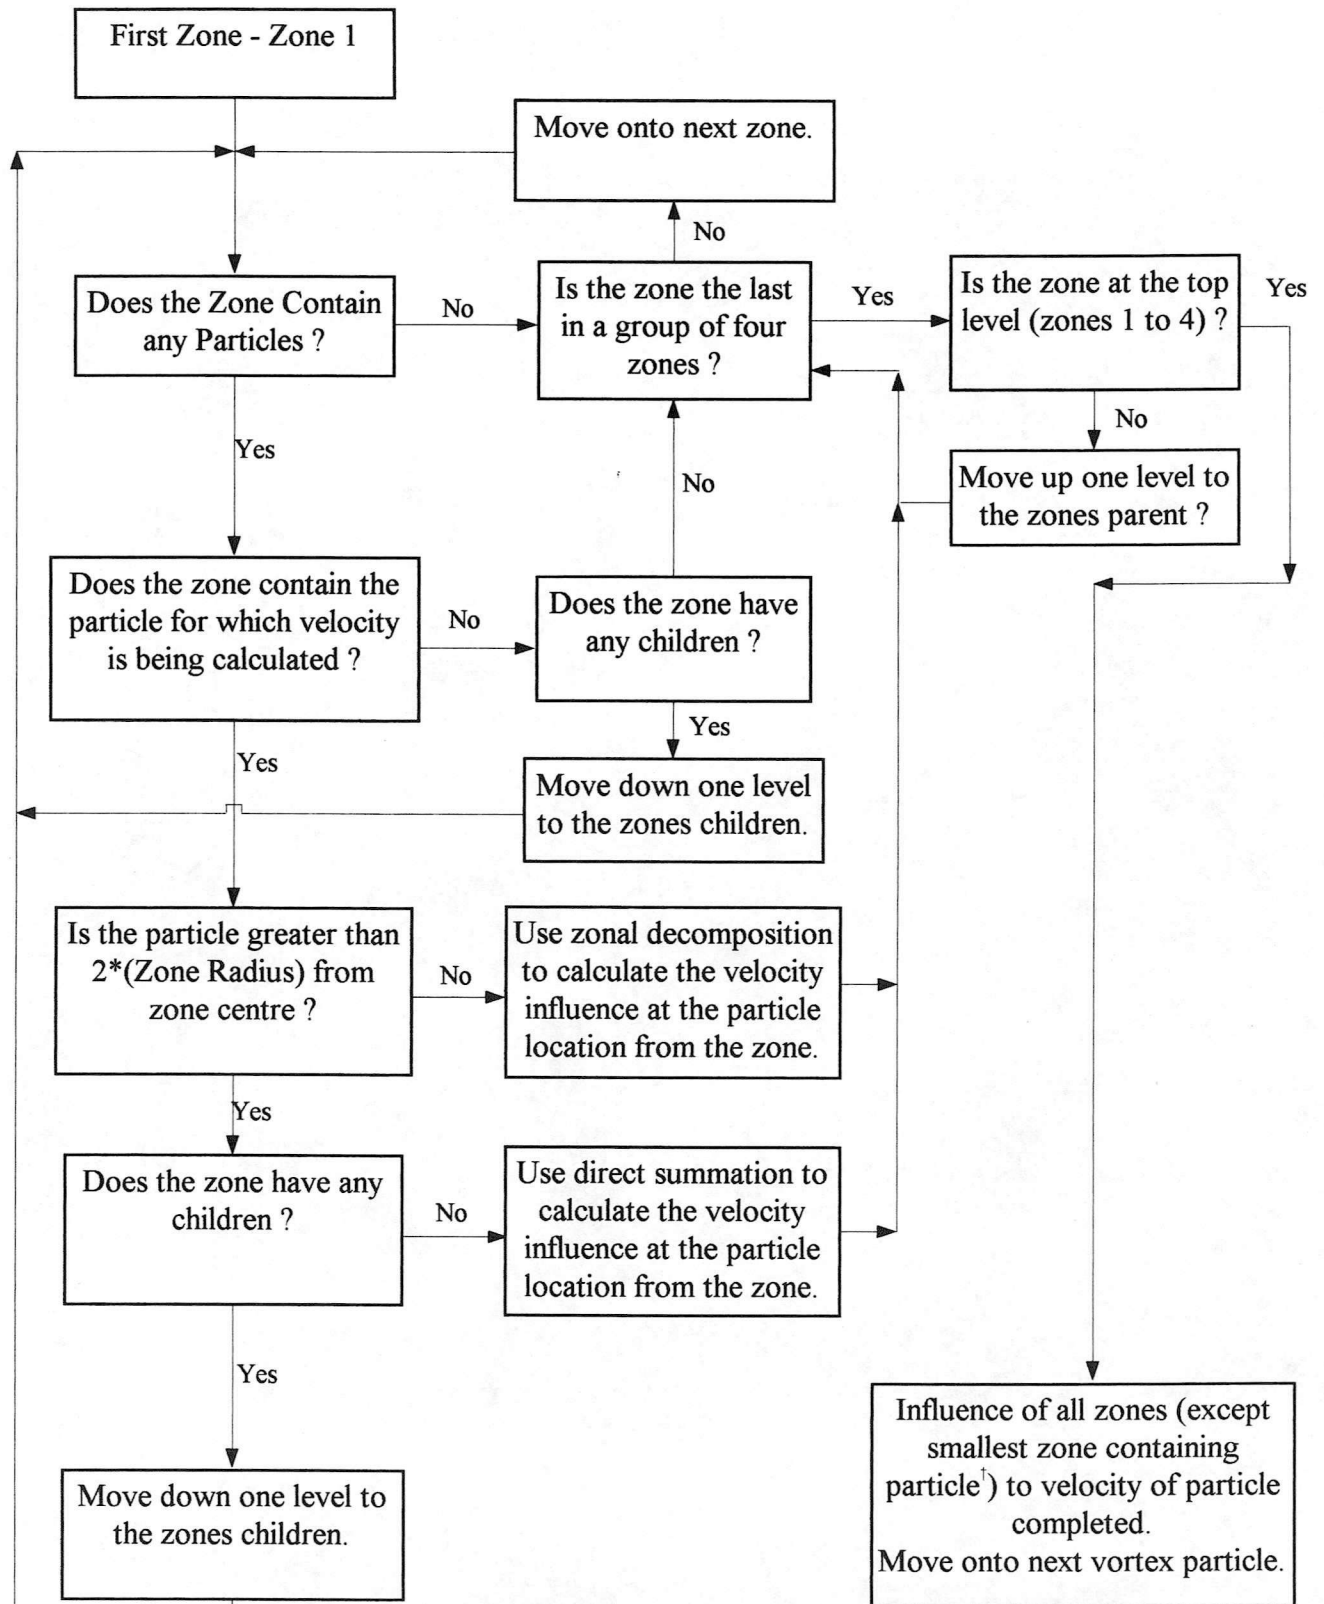 First Zone - Zone 1
Move onto next zone.
No
Does the Zone Contain
any Particles ?
No
Is the zone the last
in a group of four
zones ?
Yes
Is the zone at the top
level (zones 1 to 4) ?
Yes
No
Yes
No
Move up one level to
the zones parent ?
Does the zone contain the
particle for which velocity
is being calculated ?
No
Does the zone have
any children ?
Yes
Yes
Move down one level
to the zones children.
Is the particle greater than
2*(Zone Radius) from
zone centre ?
No
Use zonal decomposition
to calculate the velocity
influence at the particle
location from the zone.
Yes
Does the zone have any
children ?
No
Use direct summation to
calculate the velocity
influence at the particle
location from the zone.
Yes
Move down one level to
the zones children.
Influence of all zones (except
smallest zone containing
particle†) to velocity of particle
completed.
Move onto next vortex particle.